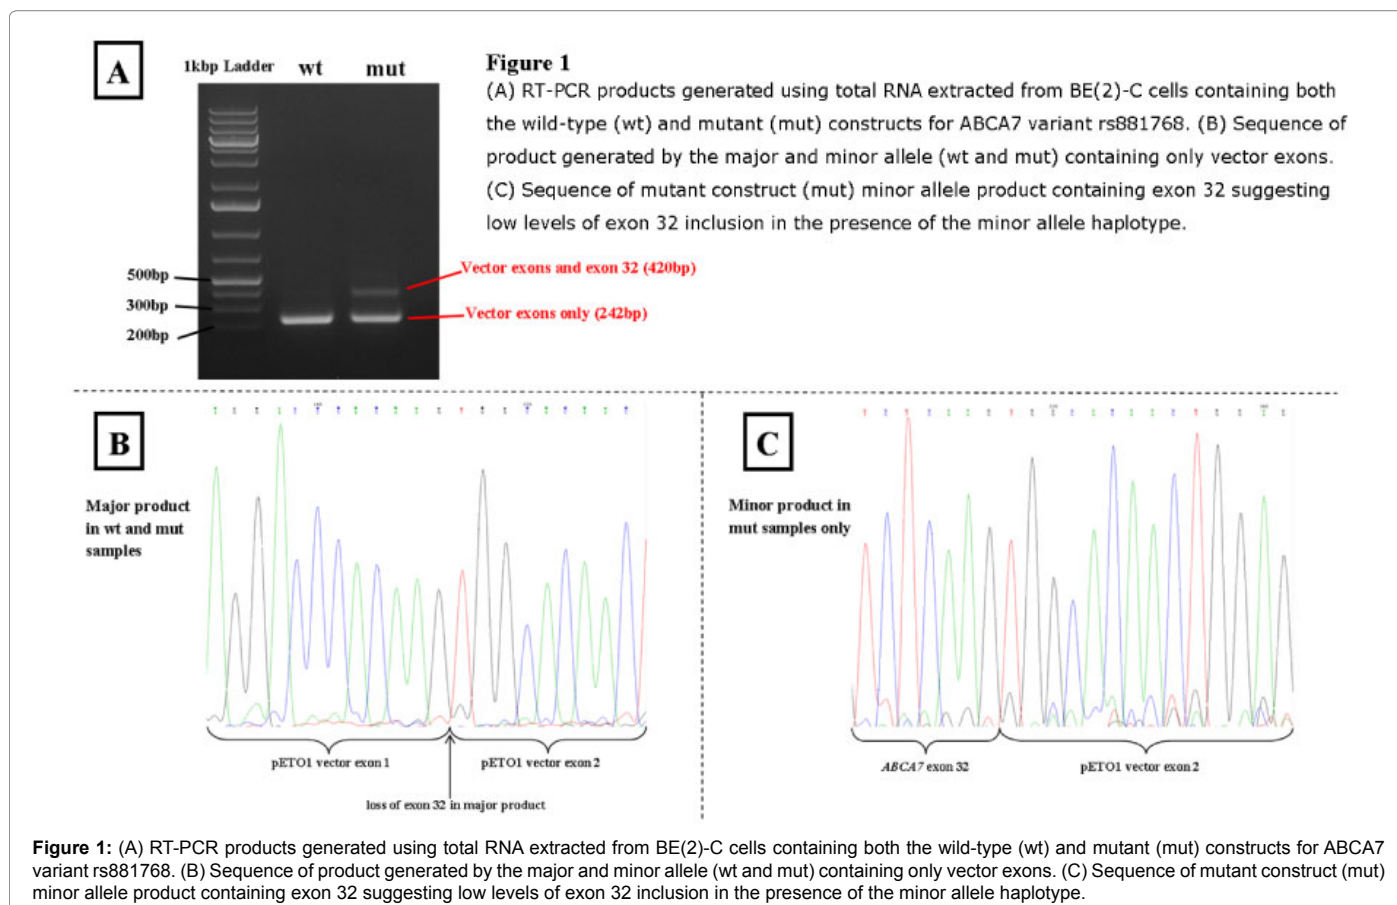 A
1kbp Ladder
wt
mut
500bp
300bp
200bp
Figure 1
(A) RT-PCR products generated using total RNA extracted from BE(2)-C cells containing both
the wild-type (wt) and mutant (mut) constructs for ABCA7 variant rs881768. (B) Sequence of
product generated by the major and minor allele (wt and mut) containing only vector exons.
(C) Sequence of mutant construct (mut) minor allele product containing exon 32 suggesting
low levels of exon 32 inclusion in the presence of the minor allele haplotype.
Vector exons and exon 32 (420bp)
Vector exons only (242bp)
B
Major product
in wt and mut
samples
pETO1 vector exon 1
pETO1 vector exon 2
loss of exon 32 in major product
C
Minor product in
mut samples only
ABCA7 exon 32
pETO1 vector exon 2
Figure 1: (A) RT-PCR products generated using total RNA extracted from BE(2)-C cells containing both the wild-type (wt) and mutant (mut) constructs for ABCA7
variant rs881768. (B) Sequence of product generated by the major and minor allele (wt and mut) containing only vector exons. (C) Sequence of mutant construct (mut)
minor allele product containing exon 32 suggesting low levels of exon 32 inclusion in the presence of the minor allele haplotype.